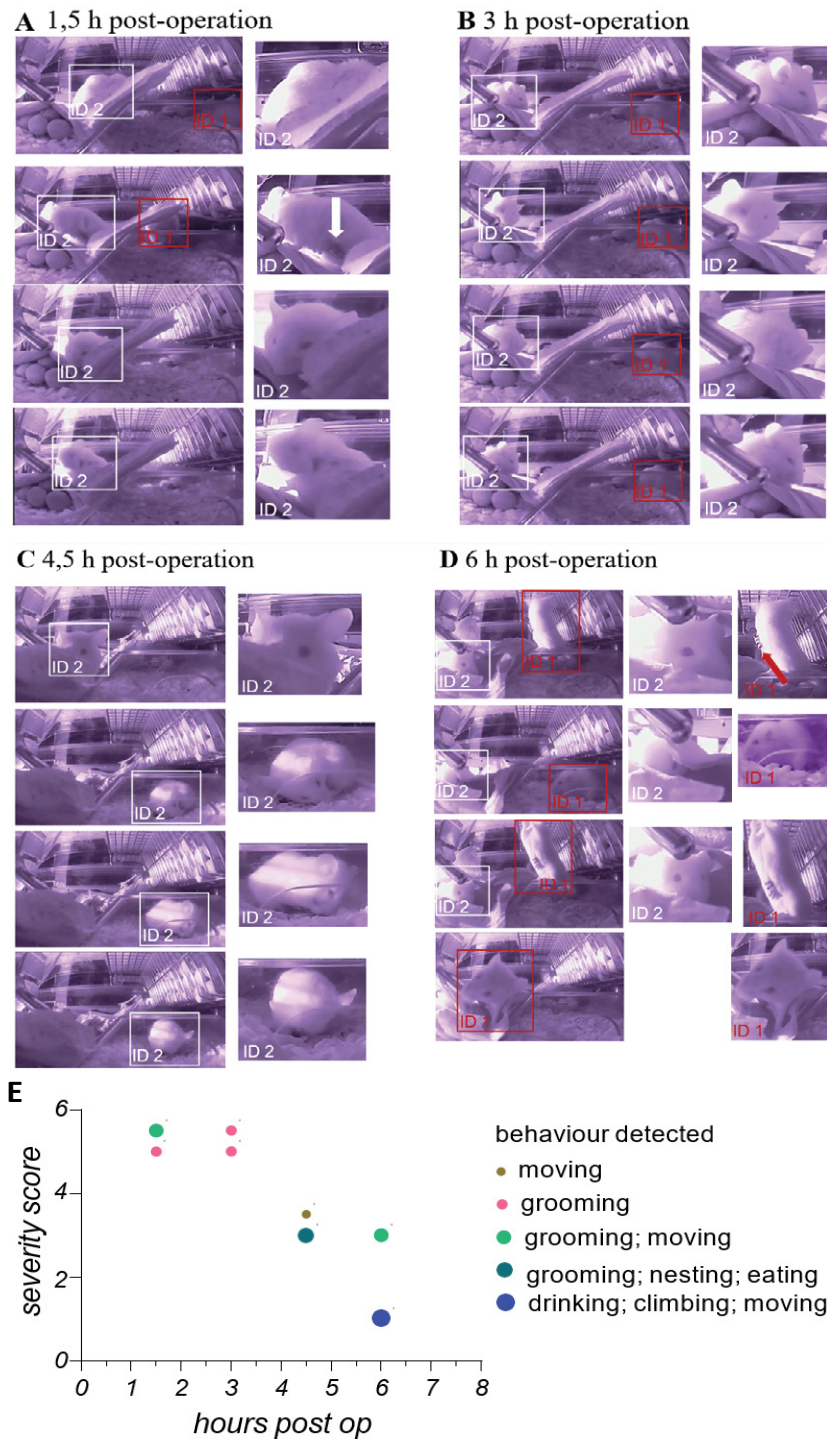 A 1,5 h post-operation
ID 2
ID 1
ID 2
ID 2
ID 1
ID 2
ID 2
ID 2
ID 2
ID 2
B 3 h post-operation
ID 2
ID 1
ID 2
ID 2
ID 1
ID 2
ID 2
ID 1
ID 2
ID 2
ID 1
ID 2
C 4,5 h post-operation
ID 2
ID 2
ID 2
ID 2
ID 2
ID 2
ID 2
ID 2
D 6 h post-operation
ID 2
ID 1
ID 2
ID 1
ID 2
ID 1
ID 2
ID 1
ID 2
ID 1
ID 2
ID 1
ID 1
ID 1
E
severity score
6
4
2
0
0 1 2 3 4 5 6 7 8
hours post op
behaviour detected
moving
grooming
grooming; moving
grooming; nesting; eating
drinking; climbing; moving